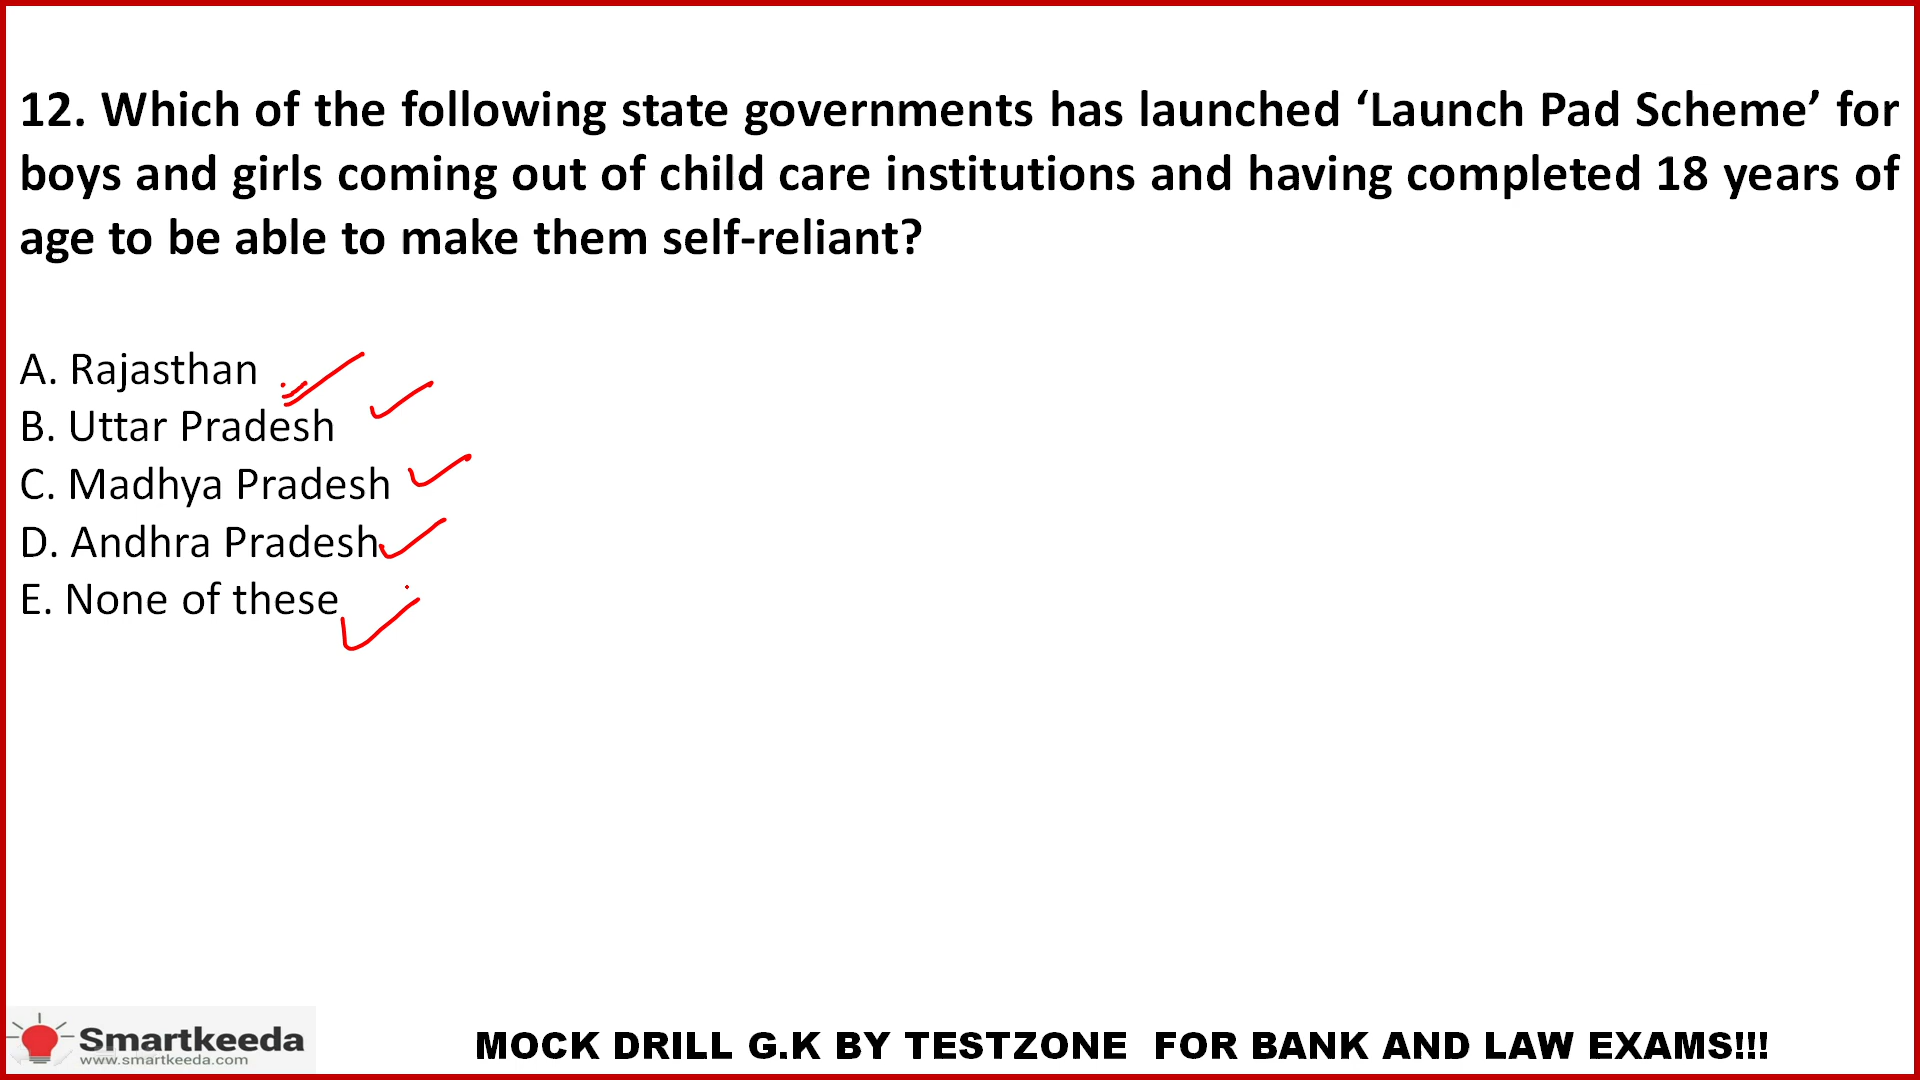 12. Which of the following state governments has launched ‘Launch Pad Scheme’ for
boys and girls coming out of child care institutions and having completed 18 years of
age to be able to make them self-reliant?
A. Rajasthan
B. Uttar Pradesh
C. Madhya Pradesh
D. Andhra Pradesh
E. None of these
Smartkeeda
www.smartkeeda.com
MOCK DRILL G.K BY TESTZONE FOR BANK AND LAW EXAMS!!!